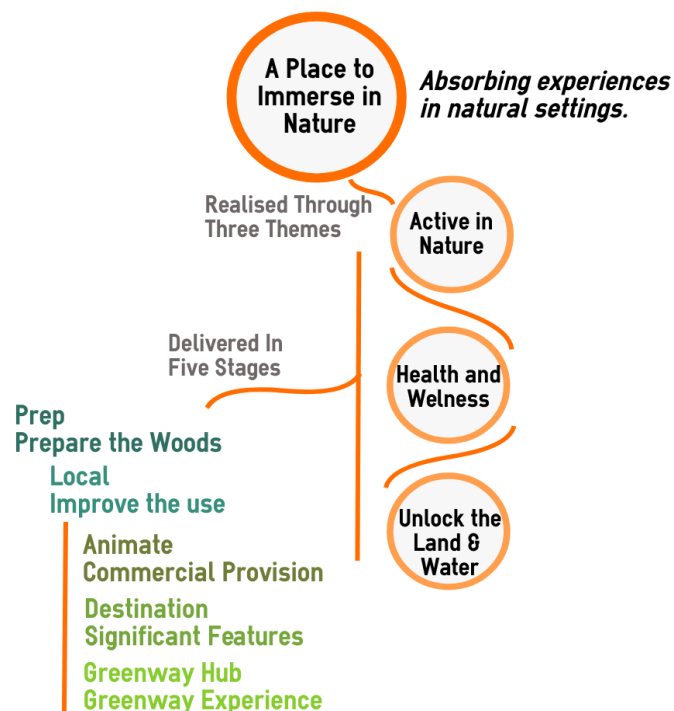 A Place to
Immerse in
Nature
Absorbing experiences
in natural settings.
Realised Through
Three Themes
Active in
Nature
Delivered In
Five Stages
Health and
Welness
Prep
Prepare the Woods
Local
Improve the use
Unlock the
Land &
Water
Animate
Commercial Provision
Destination
Significant Features
Greenway Hub
Greenway Experience